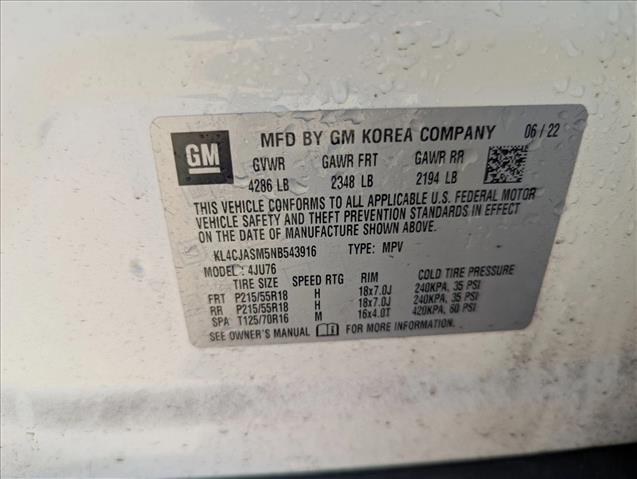 GM MFD BY GM KOREA COMPANY 06 / 22
GVWR GAWR FRT GAWR RR
4286 LB 2348 LB 2194 LB
THIS VEHICLE CONFORMS TO ALL APPLICABLE U.S. FEDERAL MOTOR
VEHICLE SAFETY AND THEFT PREVENTION STANDARDS IN EFFECT
ON THE DATE OF MANUFACTURE SHOWN ABOVE.
KL4CJASM5NB543916 TYPE: MPV
MODEL: 4JU76
TIRE SIZE SPEED RTG RIM COLD TIRE PRESSURE
FRT P215/55R18 H 18x7.0J 240KPA, 35 PSI
RR P215/55R18 H 18x7.0J 240KPA, 35 PSI
SPA T125/70R16 M 16x4.0T 420KPA, 60 PSI
SEE OWNER'S MANUAL FOR MORE INFORMATION.